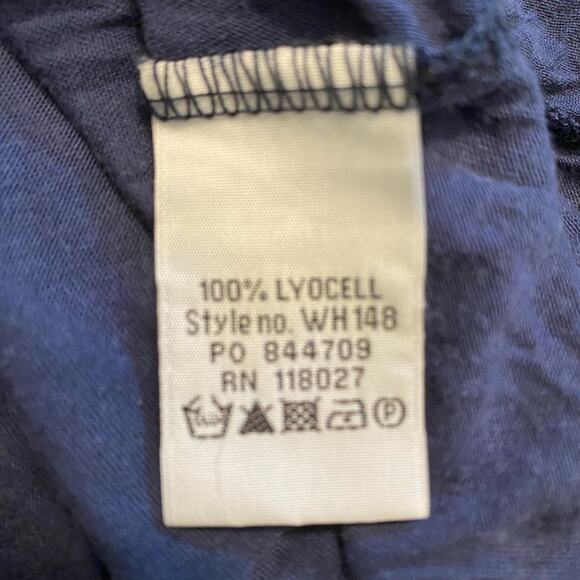 100% LYOCELL
Style no. WH148
PO 844709
RN 118027
P